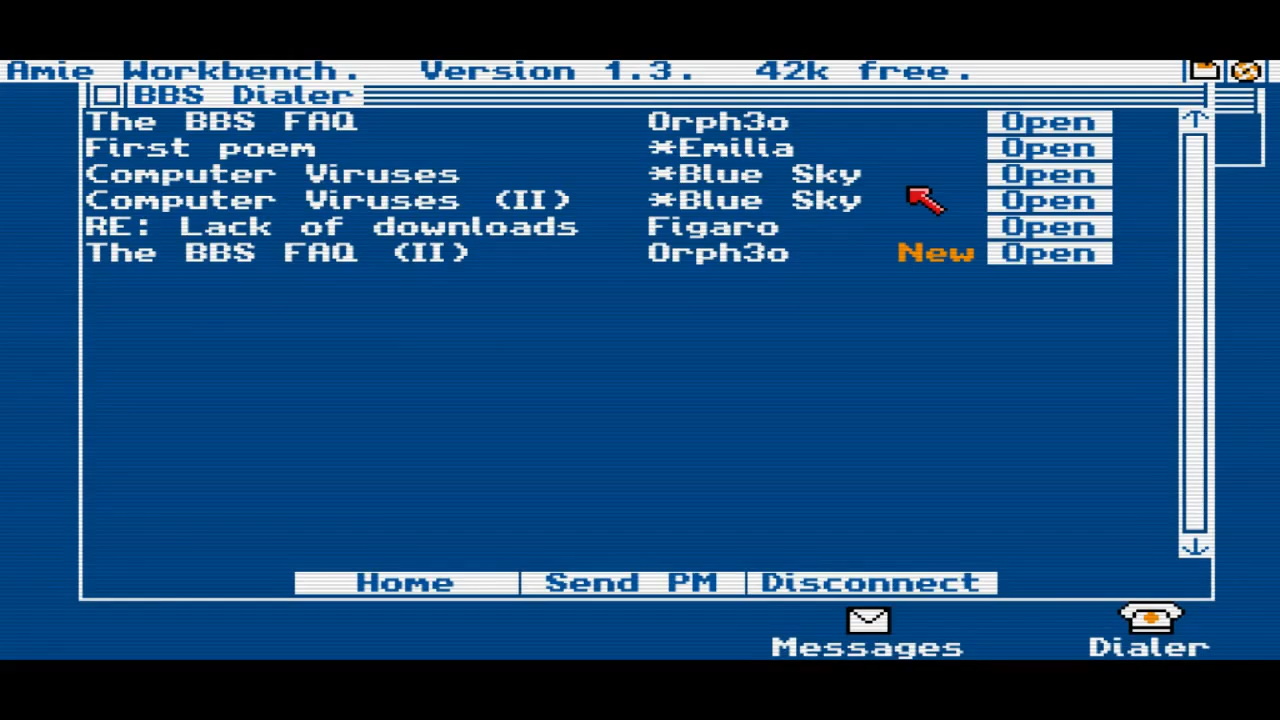 Amie Workbench. Version 1.3. 42k free.
BBS Dialer
The BBS FAQ Orph3o Open
First poem *Emilia Open
Computer Viruses *Blue Sky Open
Computer Viruses (II) *Blue Sky Open
RE: Lack of downloads Figaro Open
The BBS FAQ (II) Orph3o New Open
Home Send PM Disconnect
Messages Dialer